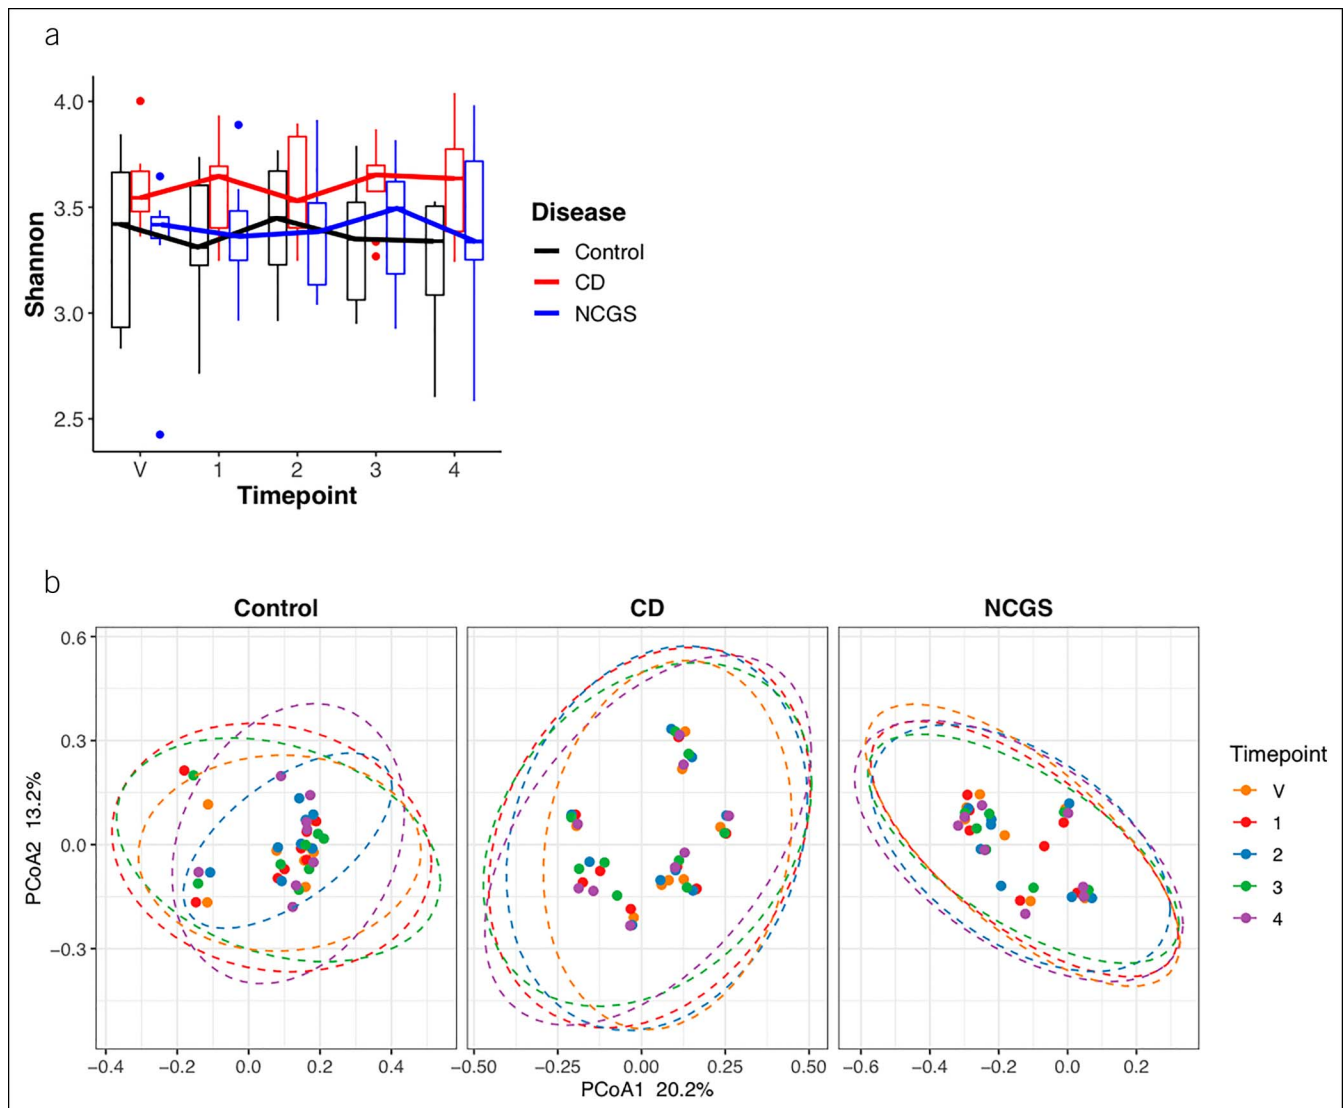 a
4.0
3.5
3.0
2.5
Shannon
V 1 2 3 4
Timepoint
Disease
Control
CD
NCGS
b
Control CD NCGS
0.6
0.3
0.0
−0.3
PCoA2 13.2%
−0.4 −0.2 0.0 0.2 0.4 −0.50 −0.25 0.00 0.25 0.50 −0.6 −0.4 −0.2 0.0 0.2
PCoA1 20.2%
Timepoint
V
1
2
3
4